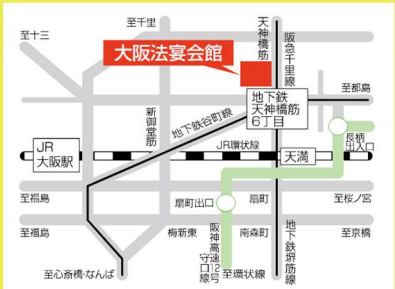 至十三
至千里
天神橋筋
阪急千里線
大阪法宴会館
至都島
地下鉄
天神橋筋
6丁目
新御堂筋
地下鉄谷町線
長柄
出入口
JR
大阪駅
JR環状線
天満
至福島
扇町出口
扇町
至桜ノ宮
至福島
梅新東
阪神高速12号
守口線
南森町
地下鉄堺筋線
至京橋
至心斎橋・なんば
至環状線